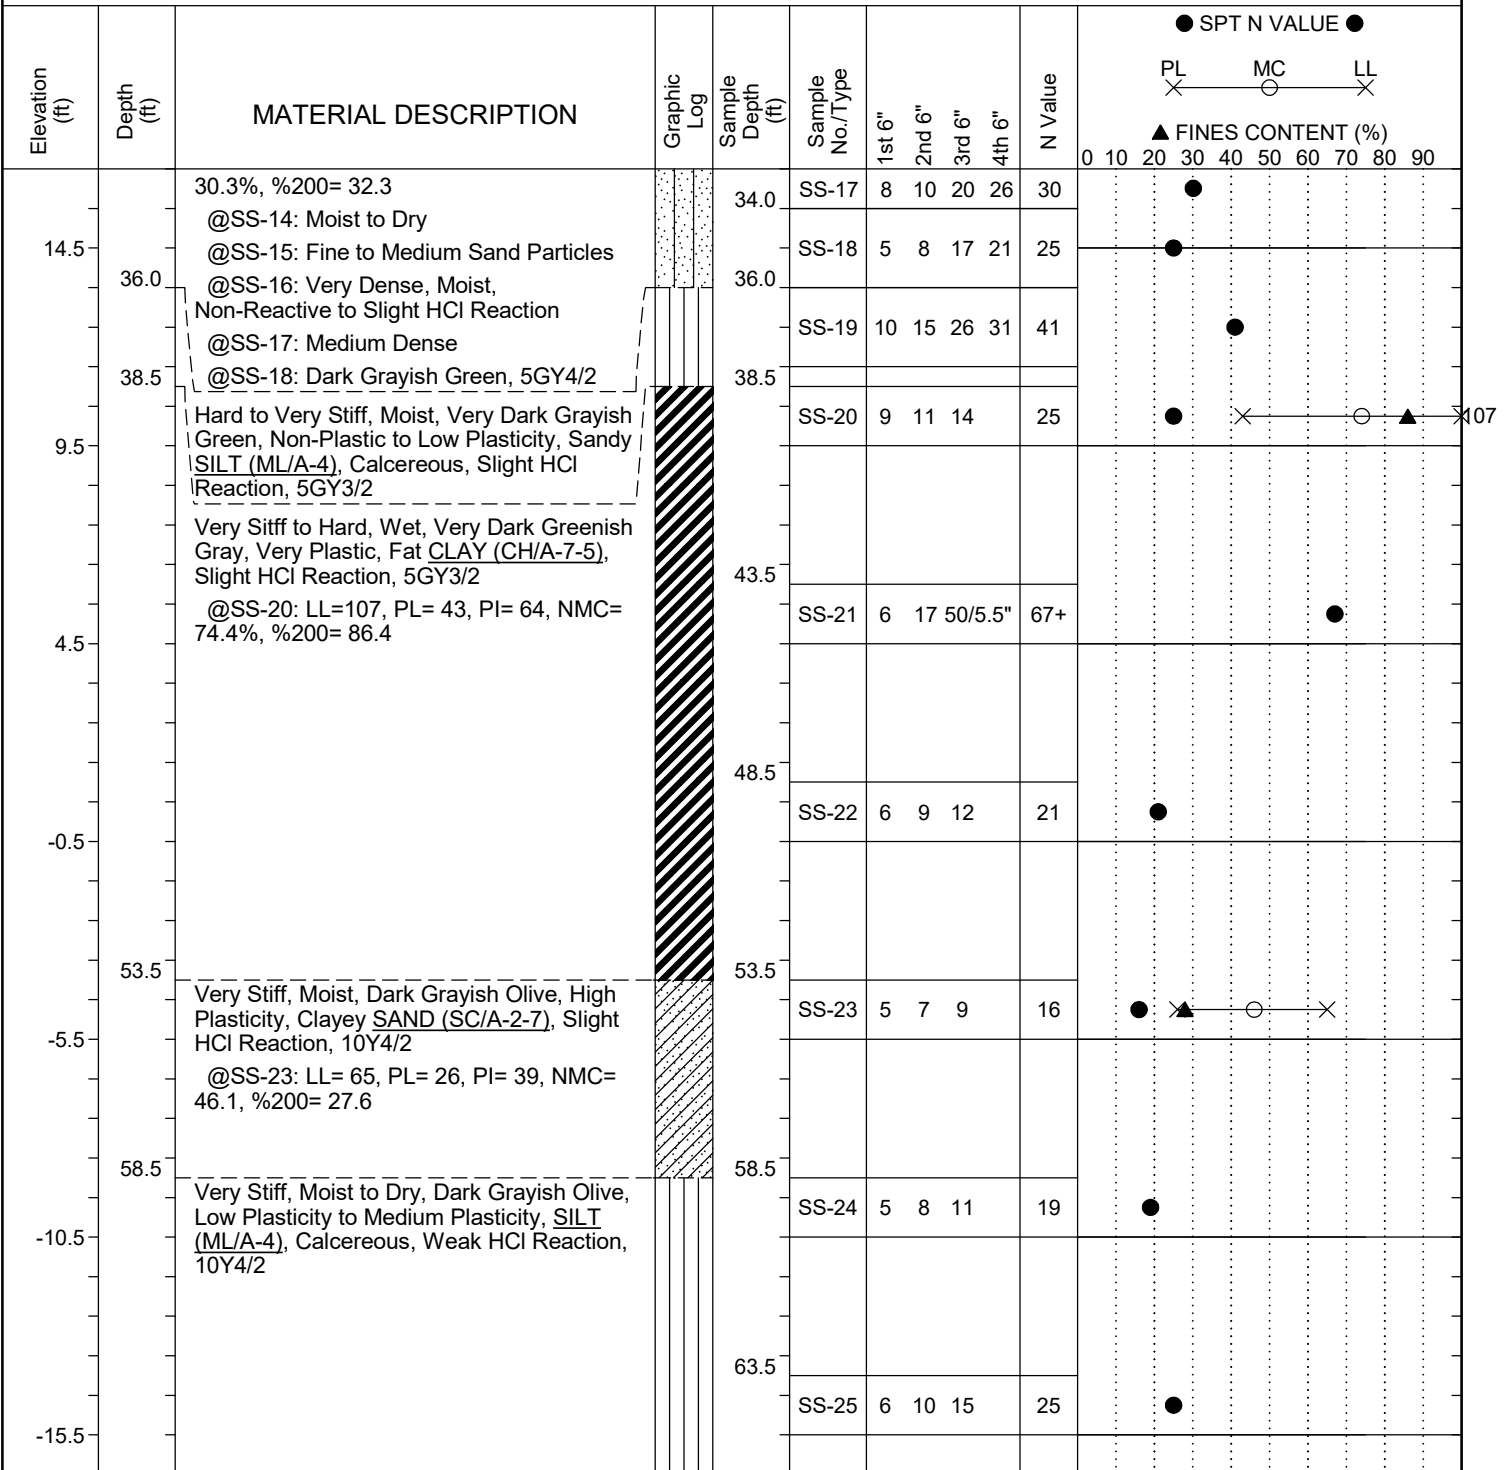 ● SPT N VALUE ●
PL MC LL
▲ FINES CONTENT (%)
0 10 20 30 40 50 60 70 80 90
Elevation (ft)
Depth (ft)
MATERIAL DESCRIPTION
Graphic Log
Sample Depth (ft)
Sample No./Type
1st 6"
2nd 6"
3rd 6"
4th 6"
N Value
30.3%, %200= 32.3
@SS-14: Moist to Dry
@SS-15: Fine to Medium Sand Particles
@SS-16: Very Dense, Moist,
Non-Reactive to Slight HCl Reaction
@SS-17: Medium Dense
@SS-18: Dark Grayish Green, 5GY4/2
Hard to Very Stiff, Moist, Very Dark Grayish
Green, Non-Plastic to Low Plasticity, Sandy
SILT (ML/A-4), Calcereous, Slight HCl
Reaction, 5GY3/2
Very Sitff to Hard, Wet, Very Dark Greenish
Gray, Very Plastic, Fat CLAY (CH/A-7-5),
Slight HCl Reaction, 5GY3/2
@SS-20: LL=107, PL= 43, PI= 64, NMC=
74.4%, %200= 86.4
Very Stiff, Moist, Dark Grayish Olive, High
Plasticity, Clayey SAND (SC/A-2-7), Slight
HCl Reaction, 10Y4/2
@SS-23: LL= 65, PL= 26, PI= 39, NMC=
46.1, %200= 27.6
Very Stiff, Moist to Dry, Dark Grayish Olive,
Low Plasticity to Medium Plasticity, SILT
(ML/A-4), Calcereous, Weak HCl Reaction,
10Y4/2
14.5
9.5
4.5
-0.5
-5.5
-10.5
-15.5
36.0
38.5
53.5
58.5
34.0
36.0
38.5
43.5
48.5
53.5
58.5
63.5
SS-17 8 10 20 26 30
SS-18 5 8 17 21 25
SS-19 10 15 26 31 41
SS-20 9 11 14 25
107
SS-21 6 17 50/5.5" 67+
SS-22 6 9 12 21
SS-23 5 7 9 16
SS-24 5 8 11 19
SS-25 6 10 15 25